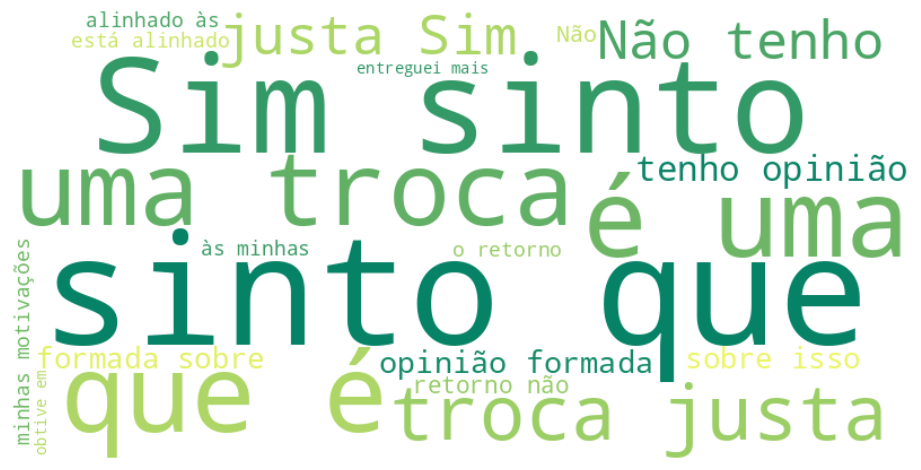 alinhado às
está alinhado
justa Sim
Não
Não tenho
entreguei mais
Sim sinto
uma troca
tenho opinião
é uma
às minhas
o retorno
sinto que
minhas motivações
formada sobre
opinião formada
sobre isso
que é
retorno não
obtive em
troca justa